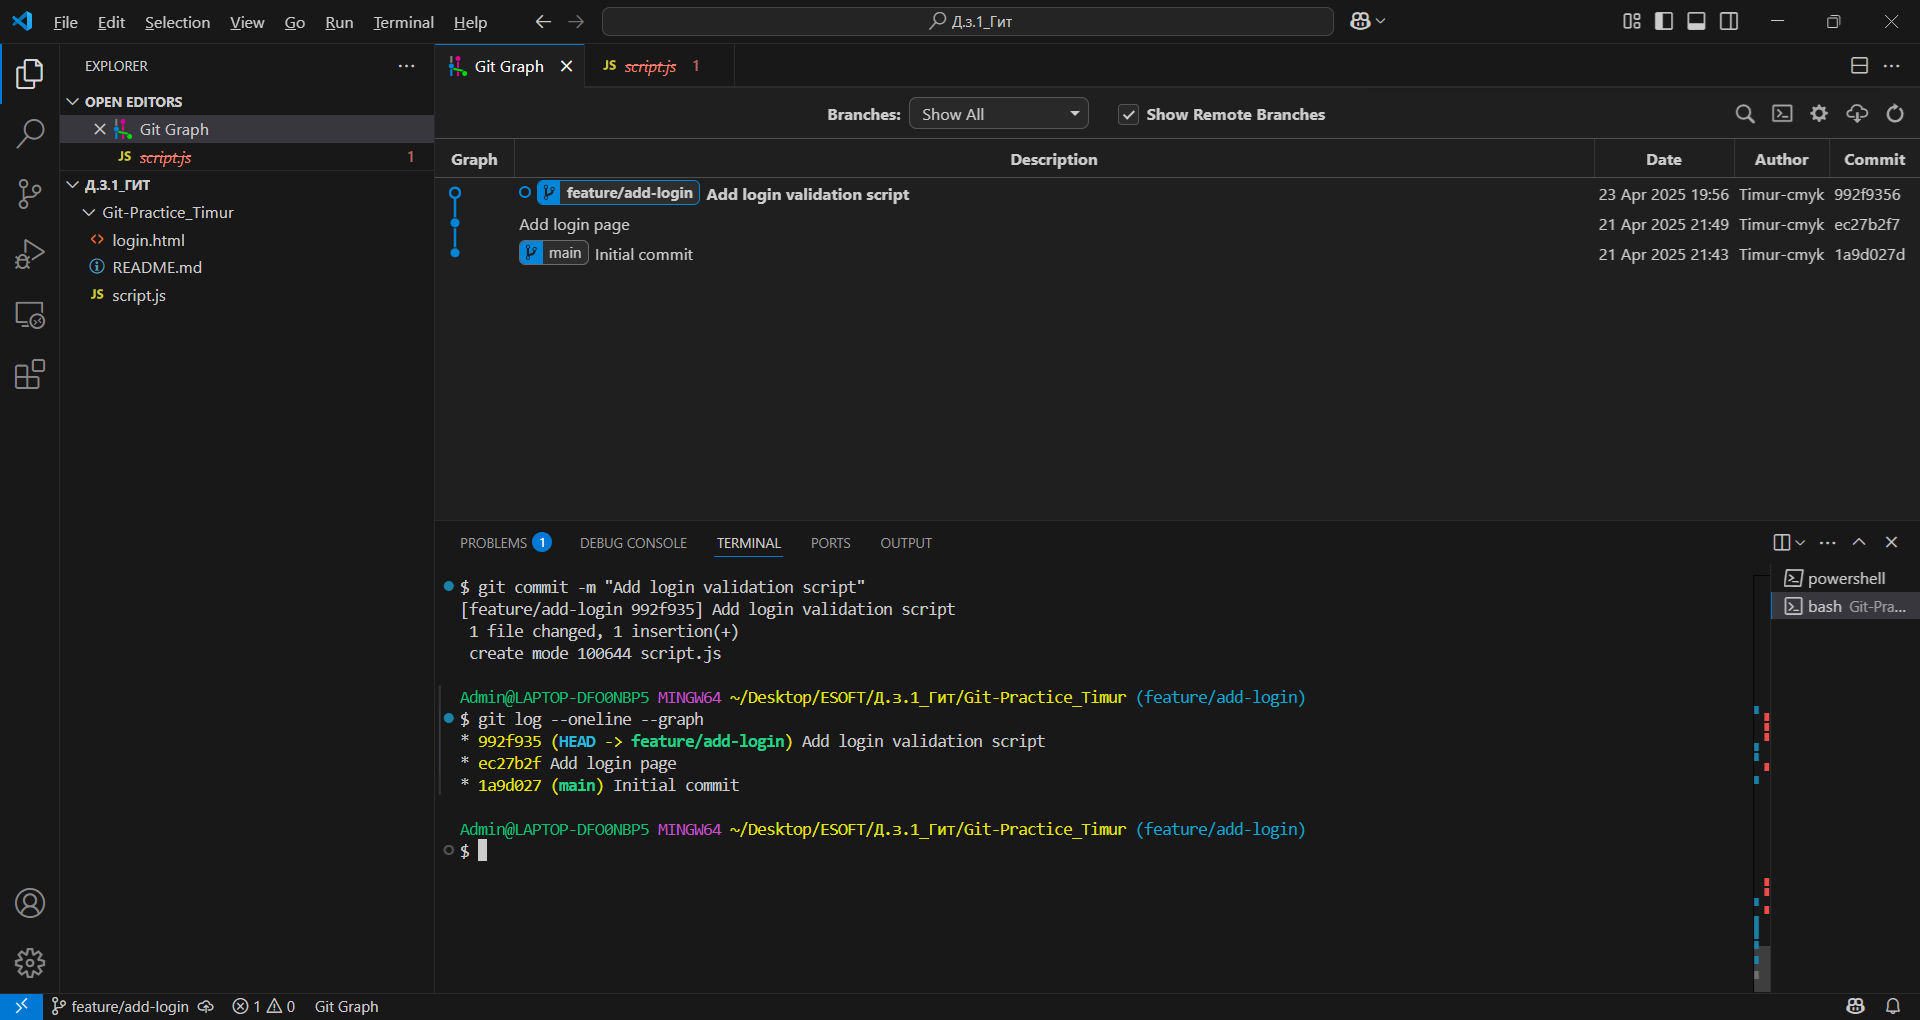 File Edit Selection View Go Run Terminal Help
Д.з.1_Гит
EXPLORER
OPEN EDITORS
Git Graph
JS script.js 1
Д.З.1_ГИТ
Git-Practice_Timur
login.html
README.md
JS script.js
Git Graph
JS script.js 1
Branches: Show All Show Remote Branches
Graph Description Date Author Commit
feature/add-login Add login validation script 23 Apr 2025 19:56 Timur-cmyk 992f9356
Add login page 21 Apr 2025 21:49 Timur-cmyk ec27b2f7
main Initial commit 21 Apr 2025 21:43 Timur-cmyk 1a9d027d
PROBLEMS 1 DEBUG CONSOLE TERMINAL PORTS OUTPUT
$ git commit -m "Add login validation script"
[feature/add-login 992f935] Add login validation script
1 file changed, 1 insertion(+)
create mode 100644 script.js
Admin@LAPTOP-DFO0NBP5 MINGW64 ~/Desktop/ESOFT/Д.з.1_Гит/Git-Practice_Timur (feature/add-login)
$ git log --oneline --graph
* 992f935 (HEAD -> feature/add-login) Add login validation script
* ec27b2f Add login page
* 1a9d027 (main) Initial commit
Admin@LAPTOP-DFO0NBP5 MINGW64 ~/Desktop/ESOFT/Д.з.1_Гит/Git-Practice_Timur (feature/add-login)
$
powershell
bash Git-Pra...
feature/add-login 1 0 Git Graph